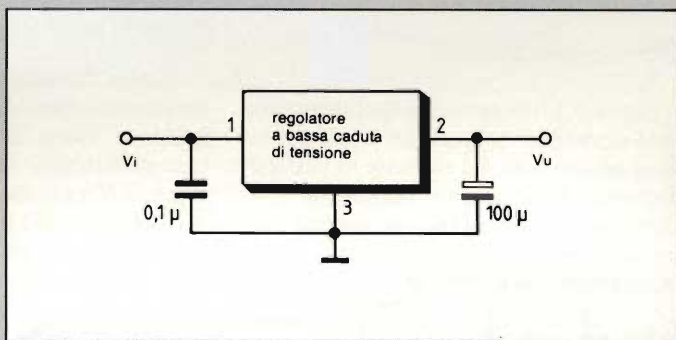 regolatore
a bassa caduta
di tensione
1
2
Vi
Vu
0,1 µ
3
100 µ